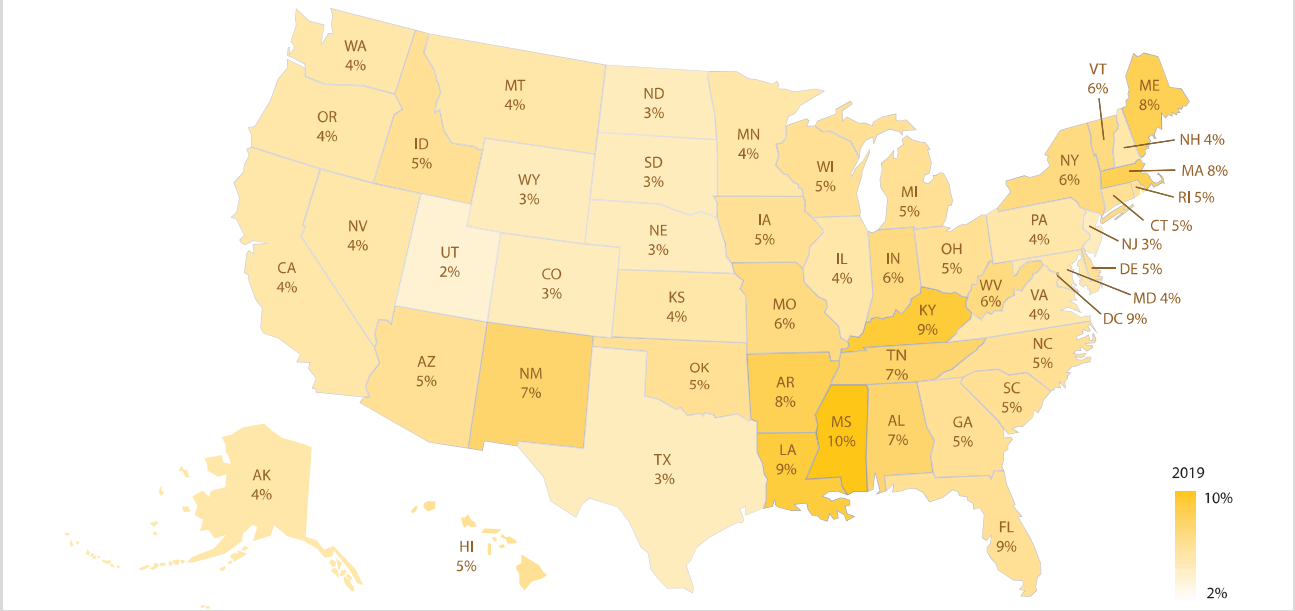 WA
4%
OR
4%
ID
5%
MT
4%
ND
3%
SD
3%
WY
3%
NE
3%
NV
4%
UT
2%
CO
3%
CA
4%
KS
4%
AZ
5%
NM
7%
OK
5%
TX
3%
MN
4%
IA
5%
MO
6%
AR
8%
LA
9%
WI
5%
IL
4%
MI
5%
IN
6%
OH
5%
KY
9%
TN
7%
MS
10%
AL
7%
GA
5%
FL
9%
SC
5%
NC
5%
VA
4%
WV
6%
PA
4%
NY
6%
VT
6%
ME
8%
NH 4%
MA 8%
RI 5%
CT 5%
NJ 3%
DE 5%
MD 4%
DC 9%
AK
4%
HI
5%
2019
10%
2%